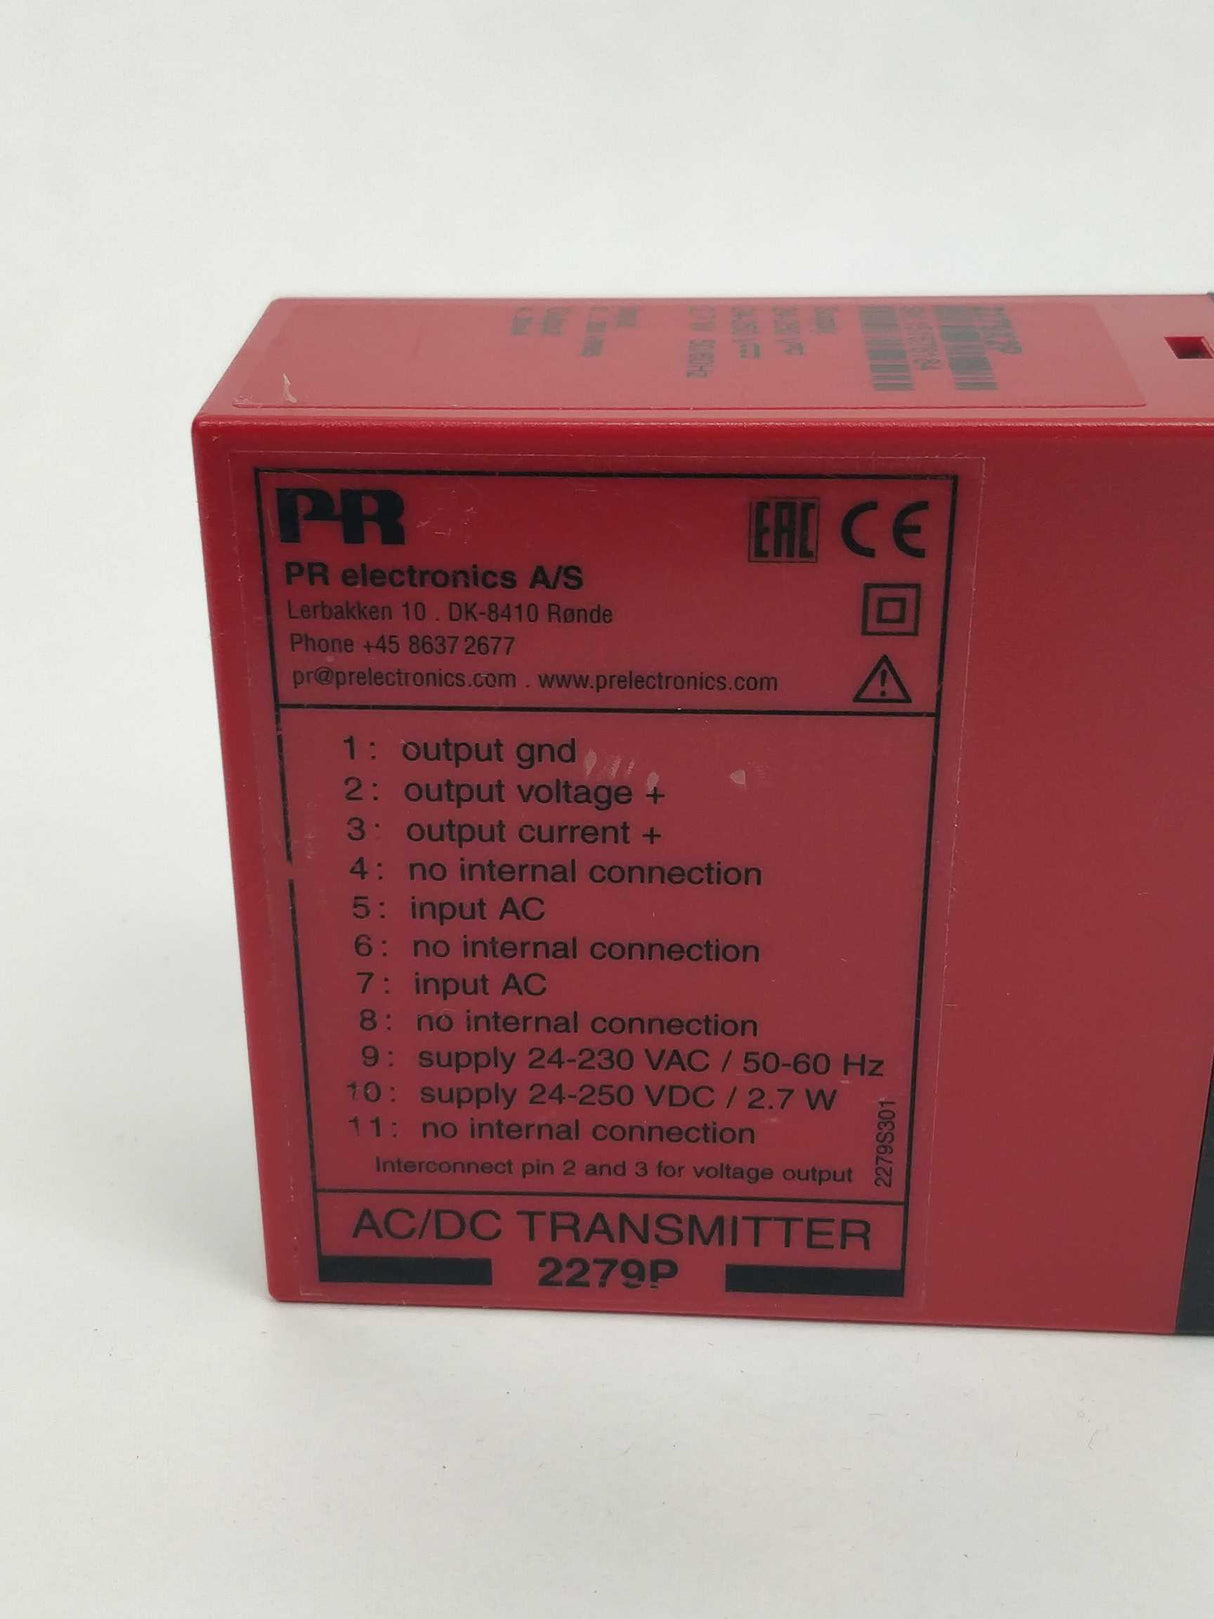 PR
EAC CE
PR electronics A/S
Lerbakken 10 . DK-8410 Rønde
Phone +45 8637 2677
pr@prelectronics.com . www.prelectronics.com
1: output gnd
2: output voltage +
3: output current +
4: no internal connection
5: input AC
6: no internal connection
7: input AC
8: no internal connection
9: supply 24-230 VAC / 50-60 Hz
10: supply 24-250 VDC / 2.7 W
11: no internal connection
Interconnect pin 2 and 3 for voltage output
2279S301
AC/DC TRANSMITTER
2279P